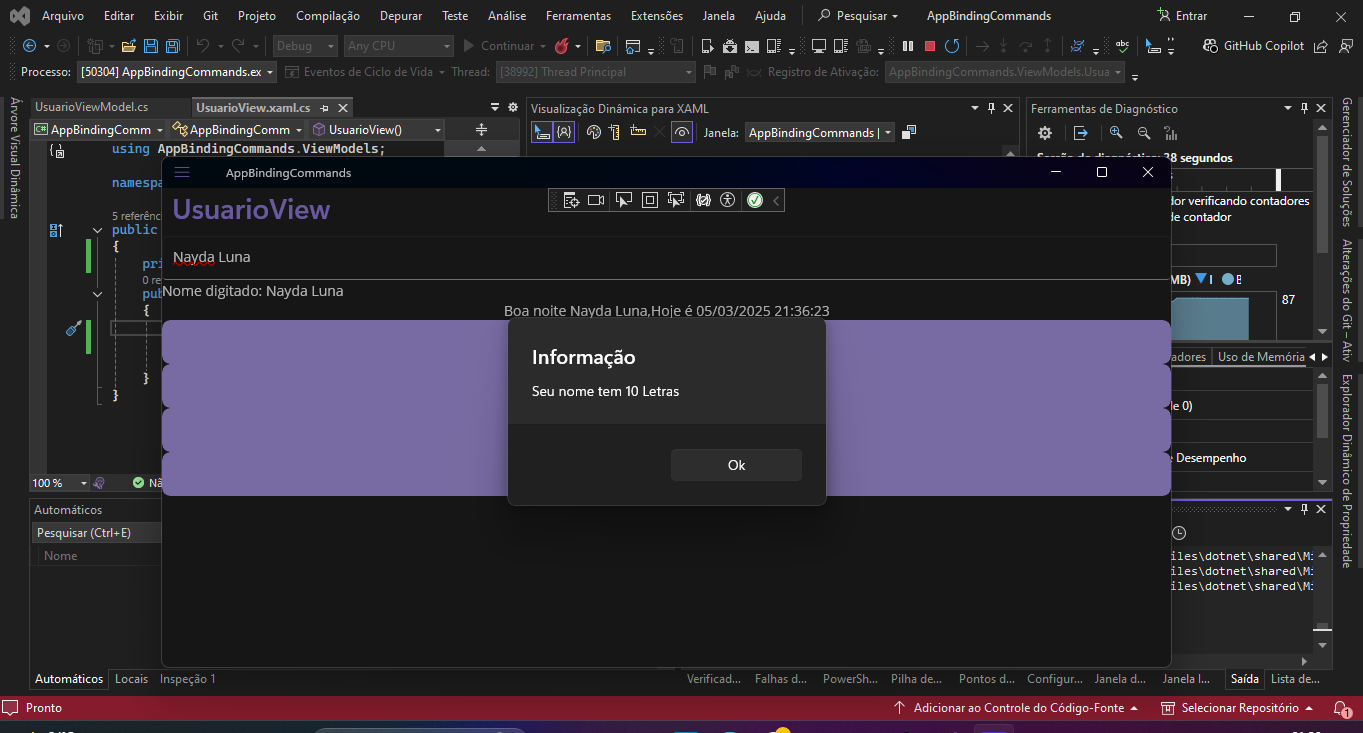 Arquivo Editar Exibir Git Projeto Compilação Depurar Teste Análise Ferramentas Extensões Janela Ajuda Pesquisar AppBindingCommands Entrar
Debug Any CPU Continuar GitHub Copilot
Processo: [50304] AppBindingCommands.ex Eventos de Ciclo de Vida Thread: [38992] Thread Principal Registro de Ativação: AppBindingCommands.ViewModels.Usua
Árvore Visual Dinâmica
UsuarioViewModel.cs UsuarioView.xaml.cs
AppBindingComm AppBindingComm UsuarioView()
using AppBindingCommands.ViewModels;
namespa
5 referênc
public
{
pri
0 re
pub
{
}
}
100 %
Nã
Visualização Dinâmica para XAML
Janela: AppBindingCommands |
Ferramentas de Diagnóstico
38 segundos
dor verificando contadores
de contador
MB) I B
87
adores Uso de Memória
de 0)
Desempenho
Gerenciador de Soluções
Alterações do Git – Ativ
Explorador Dinâmico de Propriedade
AppBindingCommands
UsuarioView
Nayda Luna
Nome digitado: Nayda Luna
Boa noite Nayda Luna,Hoje é 05/03/2025 21:36:23
Informação
Seu nome tem 10 Letras
Ok
Automáticos
Pesquisar (Ctrl+E)
Nome
iles\dotnet\shared\Mi
iles\dotnet\shared\Mi
iles\dotnet\shared\Mi
Automáticos Locais Inspeção 1
Verificad... Falhas d... PowerSh... Pilha de... Pontos d... Configur... Janela d... Janela I... Saída Lista de...
Pronto Adicionar ao Controle do Código-Fonte Selecionar Repositório 1